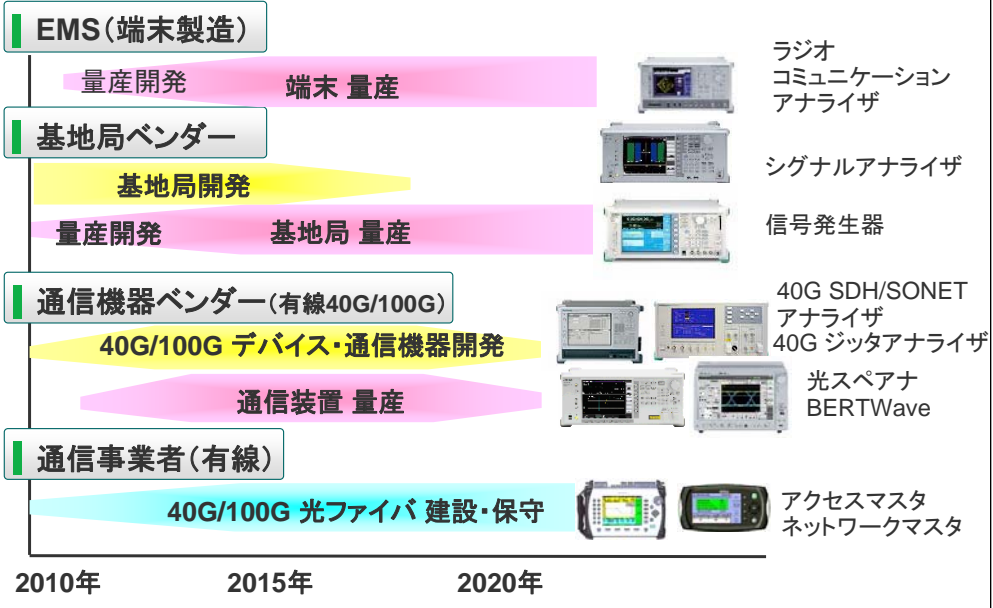 EMS(端末製造)
量産開発
端末 量産
ラジオ
コミュニケーション
アナライザ
基地局ベンダー
基地局開発
シグナルアナライザ
量産開発
基地局 量産
信号発生器
通信機器ベンダー(有線40G/100G)
40G/100G デバイス・通信機器開発
40G SDH/SONET
アナライザ
40G ジッタアナライザ
通信装置 量産
光スペアナ
BERTWave
通信事業者(有線)
40G/100G 光ファイバ 建設・保守
アクセスマスタ
ネットワークマスタ
2010年
2015年
2020年